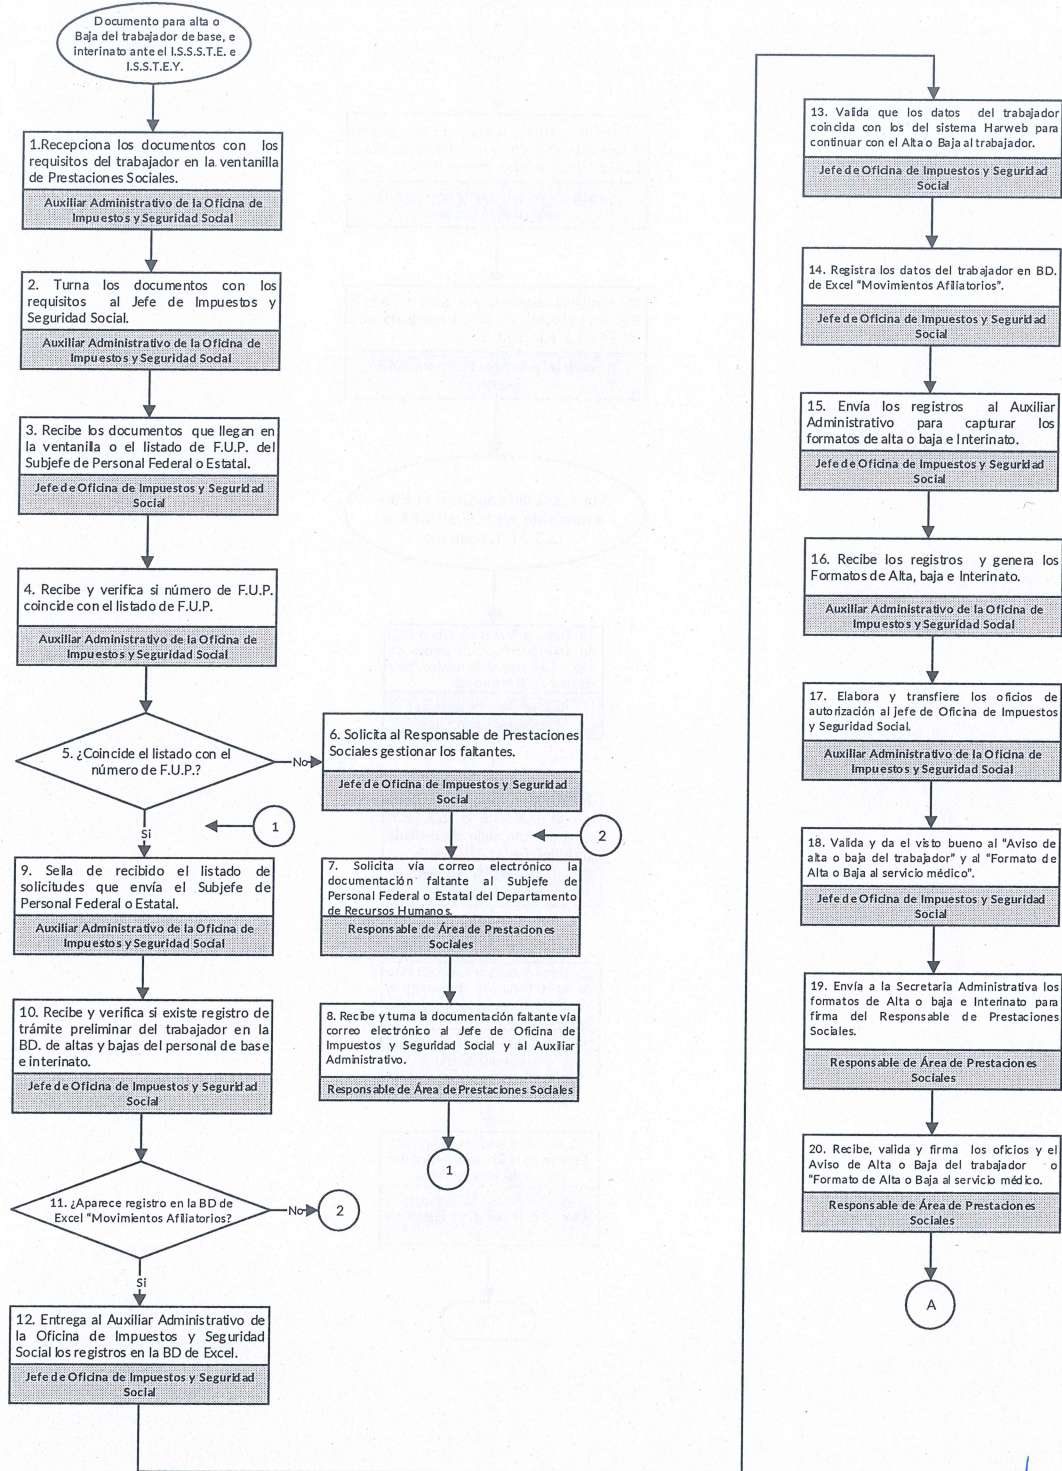 Documento para alta o
Baja del trabajador de base, e
interinato ante el I.S.S.S.T.E. e
I.S.S.T.E.Y.
1.Recepciona los documentos con los
requisitos del trabajador en la ventanilla
de Prestaciones Sociales.
Auxiliar Administrativo de la Oficina de
Impuestos y Seguridad Social
2. Turna los documentos con los
requisitos al Jefe de Impuestos y
Seguridad Social.
Auxiliar Administrativo de la Oficina de
Impuestos y Seguridad Social
3. Recibe los documentos que llegan en
la ventanilla o el listado de F.U.P. del
Subjefe de Personal Federal o Estatal.
Jefe de Oficina de Impuestos y Seguridad
Social
4. Recibe y verifica si número de F.U.P.
coincide con el listado de F.U.P.
Auxiliar Administrativo de la Oficina de
Impuestos y Seguridad Social
5. ¿Coincide el listado con el
número de F.U.P.?
No
Si
1
6. Solicita al Responsable de Prestaciones
Sociales gestionar los faltantes.
Jefe de Oficina de Impuestos y Seguridad
Social
2
7. Solicita vía correo electrónico la
documentación faltante al Subjefe de
Personal Federal o Estatal del Departamento
de Recursos Humanos.
Responsable de Área de Prestaciones
Sociales
8. Recibe y turna la documentación faltante vía
correo electrónico al Jefe de Oficina de
Impuestos y Seguridad Social y al Auxiliar
Administrativo.
Responsable de Área de Prestaciones Sociales
1
9. Sella de recibido el listado de
solicitudes que envía el Subjefe de
Personal Federal o Estatal.
Auxiliar Administrativo de la Oficina de
Impuestos y Seguridad Social
10. Recibe y verifica si existe registro de
trámite preliminar del trabajador en la
BD. de altas y bajas del personal de base
e interinato.
Jefe de Oficina de Impuestos y Seguridad
Social
11. ¿Aparece registro en la BD de
Excel "Movimientos Afiliatorios?
No
2
Si
12. Entrega al Auxiliar Administrativo de
la Oficina de Impuestos y Seguridad
Social los registros en la BD de Excel.
Jefe de Oficina de Impuestos y Seguridad
Social
13. Valida que los datos del trabajador
coincida con los del sistema Harweb para
continuar con el Alta o Baja al trabajador.
Jefe de Oficina de Impuestos y Seguridad
Social
14. Registra los datos del trabajador en BD.
de Excel "Movimientos Afiliatorios".
Jefe de Oficina de Impuestos y Seguridad
Social
15. Envía los registros al Auxiliar
Administrativo para capturar los
formatos de alta o baja e Interinato.
Jefe de Oficina de Impuestos y Seguridad
Social
16. Recibe los registros y genera los
Formatos de Alta, baja e Interinato.
Auxiliar Administrativo de la Oficina de
Impuestos y Seguridad Social
17. Elabora y transfiere los oficios de
autorización al jefe de Oficina de Impuestos
y Seguridad Social.
Auxiliar Administrativo de la Oficina de
Impuestos y Seguridad Social
18. Valida y da el visto bueno al "Aviso de
alta o baja del trabajador" y al "Formato de
Alta o Baja al servicio médico".
Jefe de Oficina de Impuestos y Seguridad
Social
19. Envía a la Secretaria Administrativa los
formatos de Alta o baja e Interinato para
firma del Responsable de Prestaciones
Sociales.
Responsable de Área de Prestaciones
Sociales
20. Recibe, valida y firma los oficios y el
Aviso de Alta o Baja del trabajador o
"Formato de Alta o Baja al servicio médico.
Responsable de Área de Prestaciones
Sociales
A